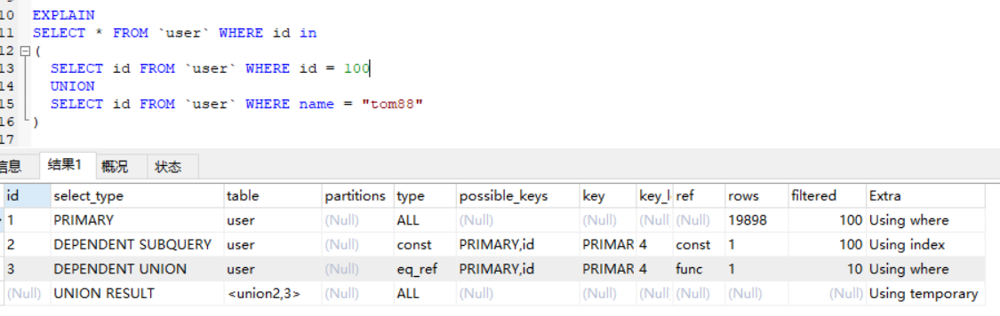 10 EXPLAIN
11 SELECT * FROM `user` WHERE id in
12 (
13 SELECT id FROM `user` WHERE id = 100
14 UNION
15 SELECT id FROM `user` WHERE name = "tom88"
16 )
17
信息 结果1 概况 状态
id select_type table partitions type possible_keys key key_l ref rows filtered Extra
1 PRIMARY user (Null) ALL (Null) (Null) (Null (Null) 19898 100 Using where
2 DEPENDENT SUBQUERY user (Null) const PRIMARY,id PRIMAR 4 const 1 100 Using index
3 DEPENDENT UNION user (Null) eq_ref PRIMARY,id PRIMAR 4 func 1 10 Using where
(Null) UNION RESULT <union2,3> (Null) ALL (Null) (Null) (Null (Null) (Null) (Null) Using temporary